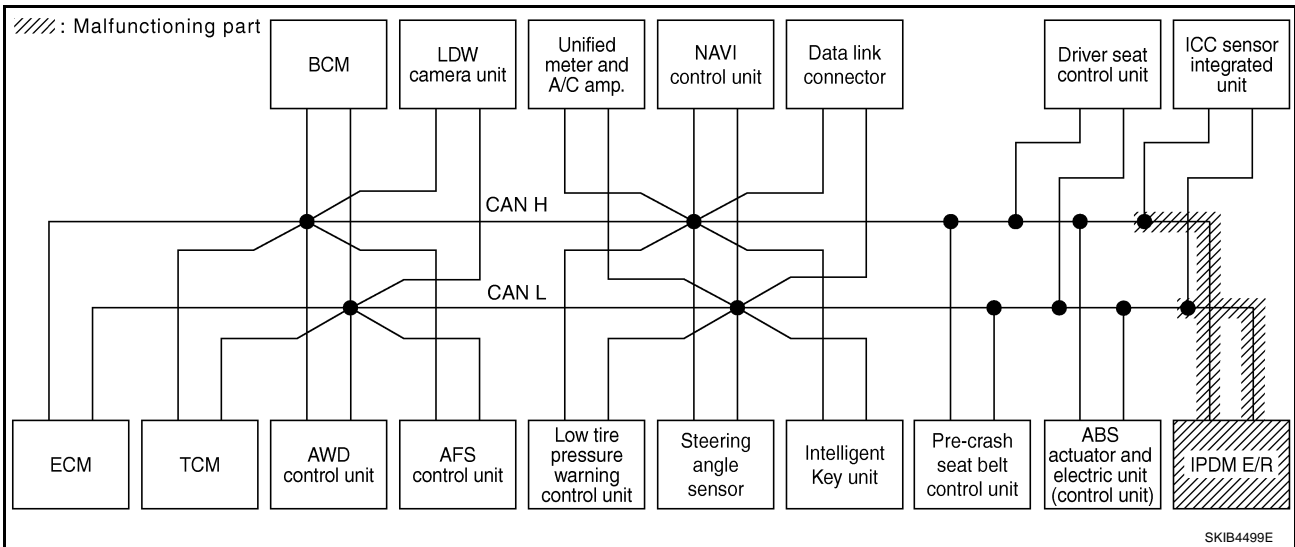 : Malfunctioning part
BCM
LDW
camera unit
Unified
meter and
A/C amp.
NAVI
control unit
Data link
connector
Driver seat
control unit
ICC sensor
integrated
unit
CAN H
CAN L
ECM
TCM
AWD
control unit
AFS
control unit
Low tire
pressure
warning
control unit
Steering
angle
sensor
Intelligent
Key unit
Pre-crash
seat belt
control unit
ABS
actuator and
electric unit
(control unit)
IPDM E/R
SKIB4499E